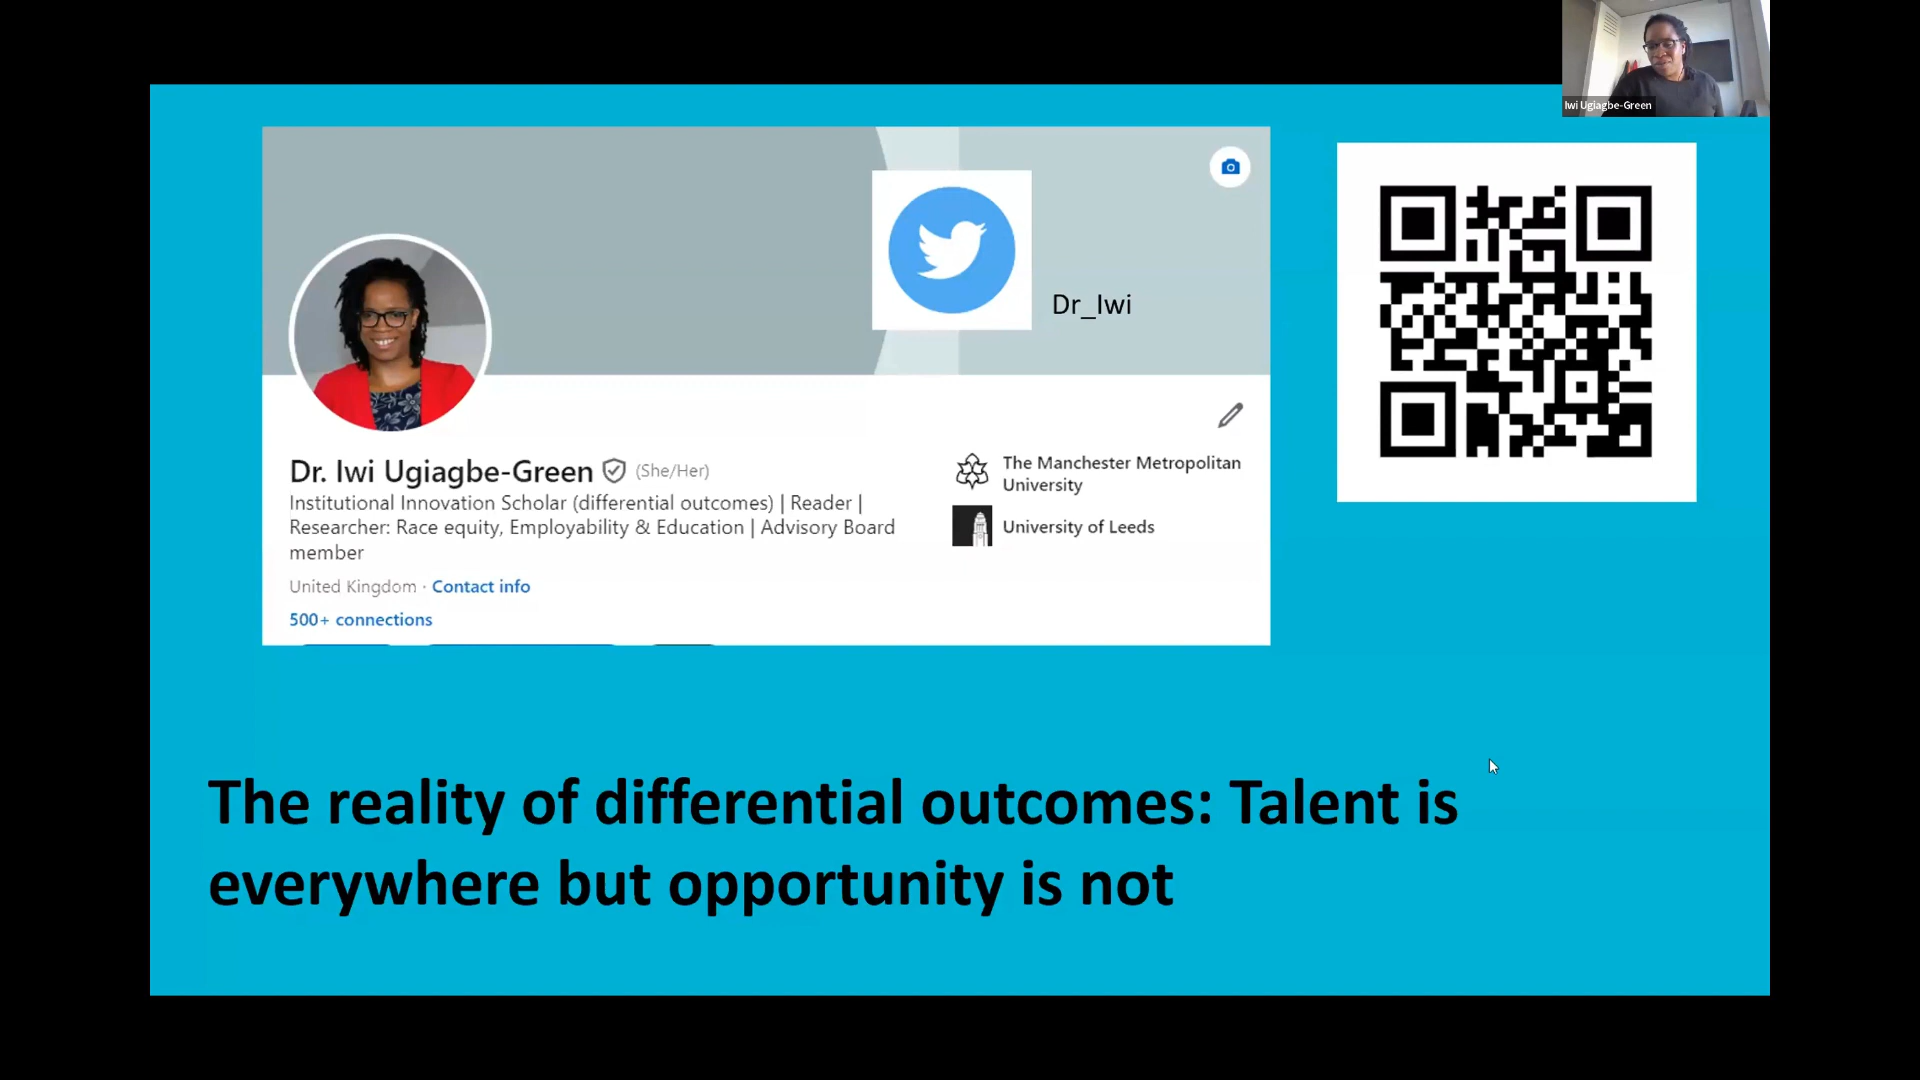 Iwi Ugiagbe-Green
Dr_Iwi
Dr. Iwi Ugiagbe-Green (She/Her)
Institutional Innovation Scholar (differential outcomes) | Reader |
Researcher: Race equity, Employability & Education | Advisory Board
member
United Kingdom · Contact info
500+ connections
The Manchester Metropolitan
University
University of Leeds
The reality of differential outcomes: Talent is
everywhere but opportunity is not